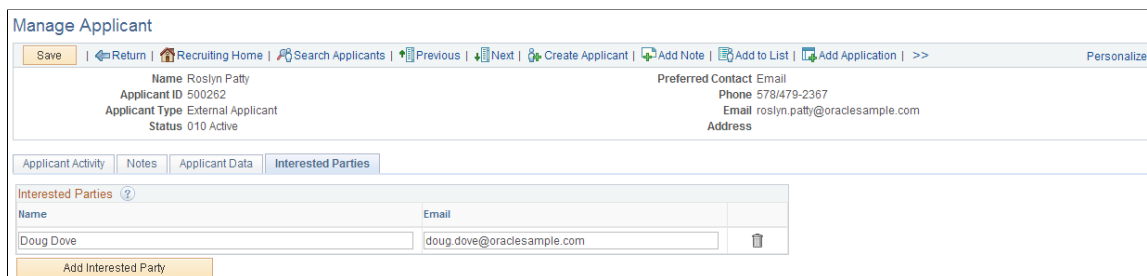 Manage Applicant
Save | Return | Recruiting Home | Search Applicants | Previous | Next | Create Applicant | Add Note | Add to List | Add Application | >> Personalize
Name Roslyn Patty Preferred Contact Email
Applicant ID 500262 Phone 578/479-2367
Applicant Type External Applicant Email roslyn.patty@oraclesample.com
Status 010 Active Address
Applicant Activity Notes Applicant Data Interested Parties
Interested Parties ?
Name Email
Doug Dove doug.dove@oraclesample.com
Add Interested Party